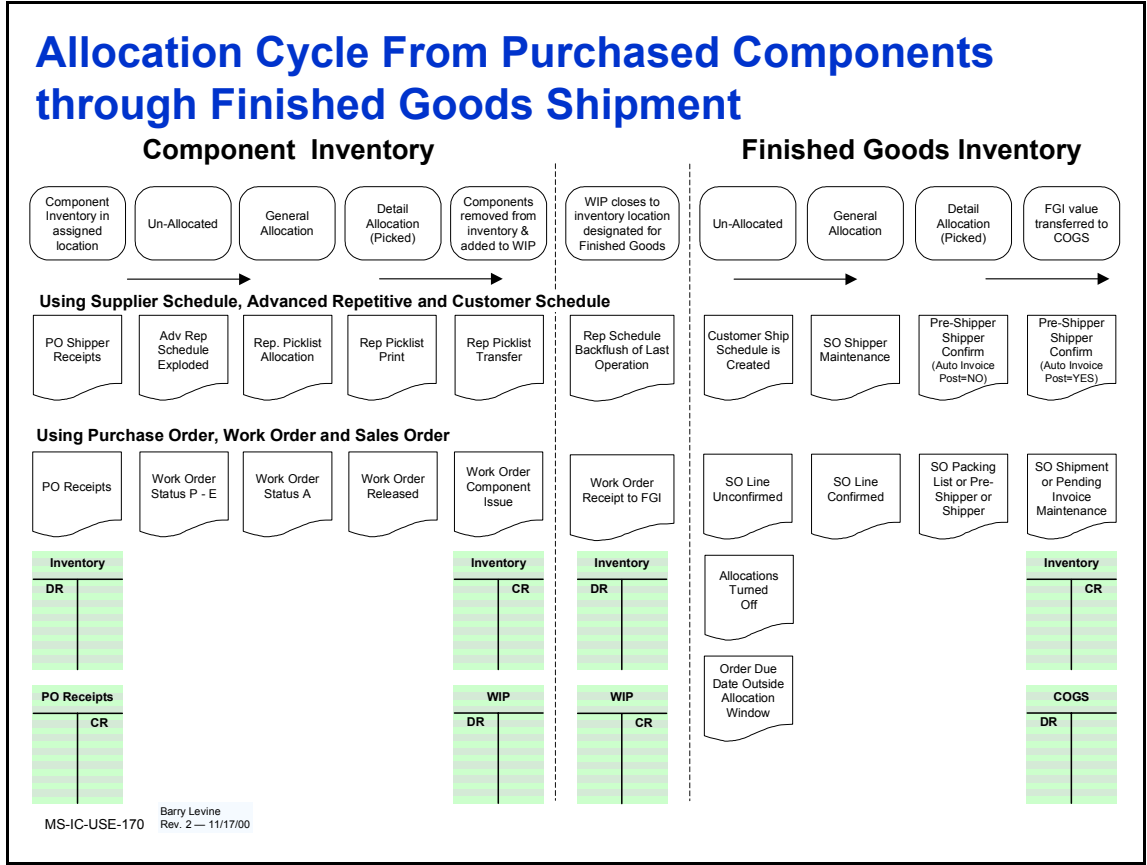 Allocation Cycle From Purchased Components
through Finished Goods Shipment
Component Inventory
Finished Goods Inventory
Component
Inventory in
assigned
location
Un-Allocated
General
Allocation
Detail
Allocation
(Picked)
Components
removed from
inventory &
added to WIP
WIP closes to
inventory location
designated for
Finished Goods
Un-Allocated
General
Allocation
Detail
Allocation
(Picked)
FGI value
transferred to
COGS
Using Supplier Schedule, Advanced Repetitive and Customer Schedule
PO Shipper
Receipts
Adv Rep
Schedule
Exploded
Rep. Picklist
Allocation
Rep Picklist
Print
Rep Picklist
Transfer
Rep Schedule
Backflush of Last
Operation
Customer Ship
Schedule is
Created
SO Shipper
Maintenance
Pre-Shipper
Shipper
Confirm
(Auto Invoice
Post=NO)
Pre-Shipper
Shipper
Confirm
(Auto Invoice
Post=YES)
Using Purchase Order, Work Order and Sales Order
PO Receipts
Work Order
Status P - E
Work Order
Status A
Work Order
Released
Work Order
Component
Issue
Work Order
Receipt to FGI
SO Line
Unconfirmed
SO Line
Confirmed
SO Packing
List or Pre-
Shipper or
Shipper
SO Shipment
or Pending
Invoice
Maintenance
Inventory
DR
Inventory
CR
Inventory
DR
Allocations
Turned
Off
Inventory
CR
PO Receipts
CR
WIP
DR
WIP
CR
Order Due
Date Outside
Allocation
Window
COGS
DR
MS-IC-USE-170
Barry Levine
Rev. 2 — 11/17/00